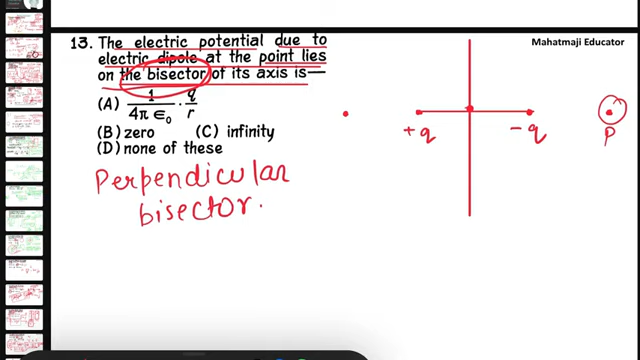 Mahatmaji Educator
13. The electric potential due to
electric dipole at the point lies
on the bisector of its axis is—
(A) 1/4π ∈₀ · q/r
(B) zero (C) infinity
(D) none of these
Perpendicular
bisector.
+q
-q
P